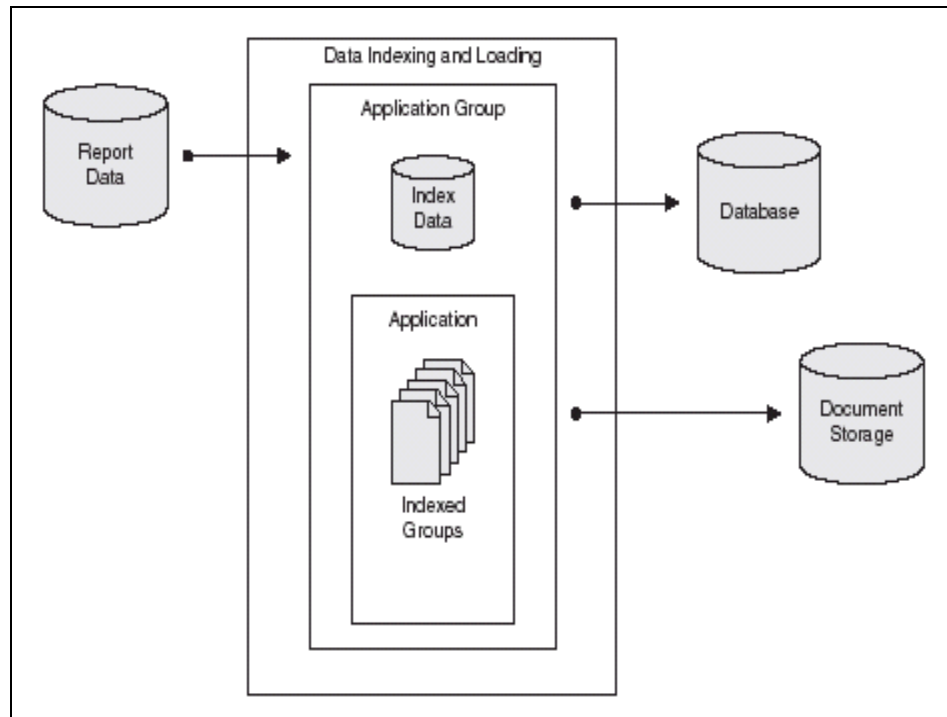 Data Indexing and Loading
Application Group
Report
Data
Index
Data
Database
Application
Document
Storage
Indexed
Groups